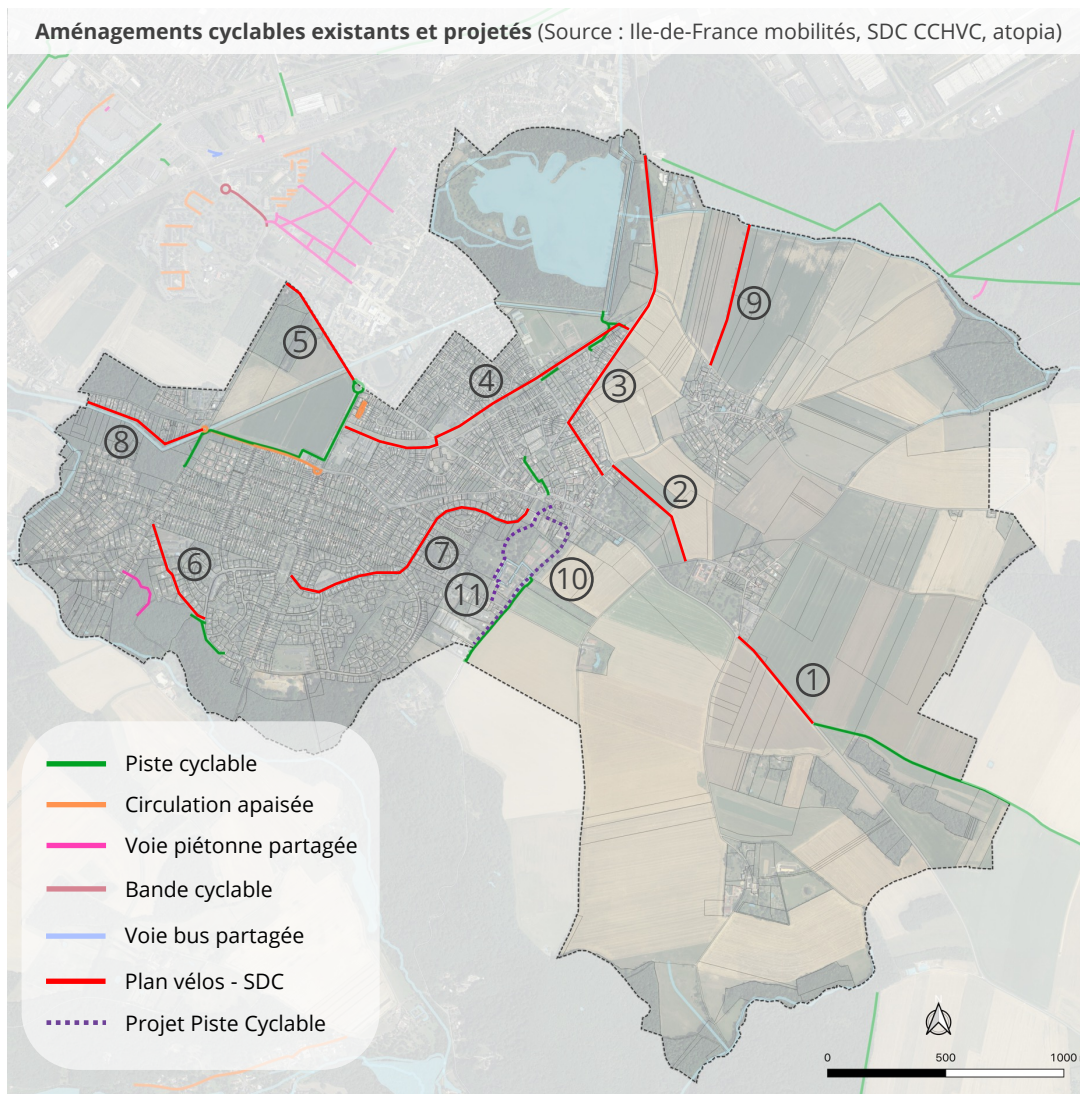 Aménagements cyclables existants et projetés (Source : Ile-de-France mobilités, SDC CCHVC, atopia)
9
5
4
3
8
2
7
6
10
11
1
Piste cyclable
Circulation apaisée
Voie piétonne partagée
Bande cyclable
Voie bus partagée
Plan vélos - SDC
Projet Piste Cyclable
0 500 1000